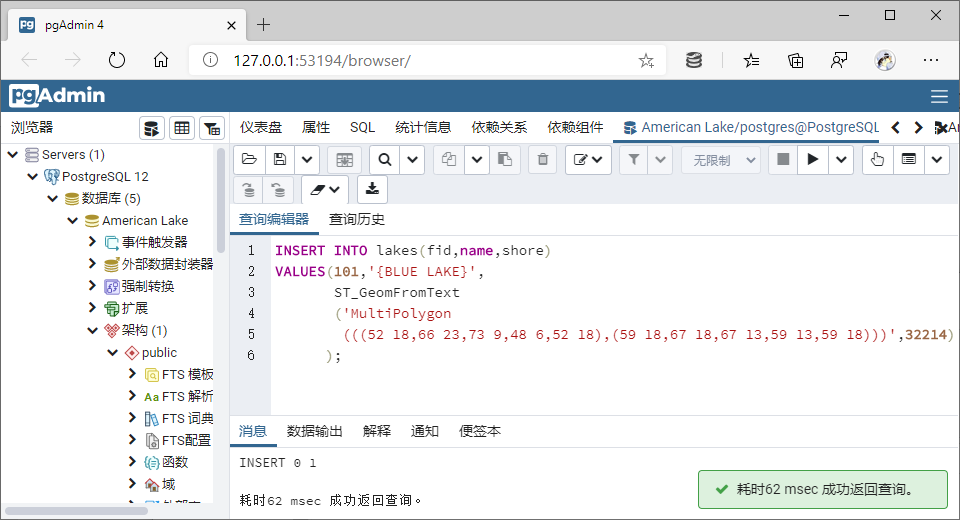 pgAdmin 4
127.0.0.1:53194/browser/
pgAdmin
浏览器
仪表盘 属性 SQL 统计信息 依赖关系 依赖组件 American Lake/postgres@PostgreSQL
Servers (1)
PostgreSQL 12
数据库 (5)
American Lake
事件触发器
外部数据封装器
强制转换
扩展
架构 (1)
public
FTS 模板
FTS 解析
FTS 词典
FTS配置
函数
域
无限制
查询编辑器 查询历史
1 INSERT INTO lakes(fid,name,shore)
2 VALUES(101,'{BLUE LAKE}',
3 ST_GeomFromText
4 ('MultiPolygon
5 (((52 18,66 23,73 9,48 6,52 18),(59 18,67 18,67 13,59 13,59 18)))',32214)
6 );
消息 数据输出 解释 通知 便签本
INSERT 0 1
耗时62 msec 成功返回查询。
耗时62 msec 成功返回查询。